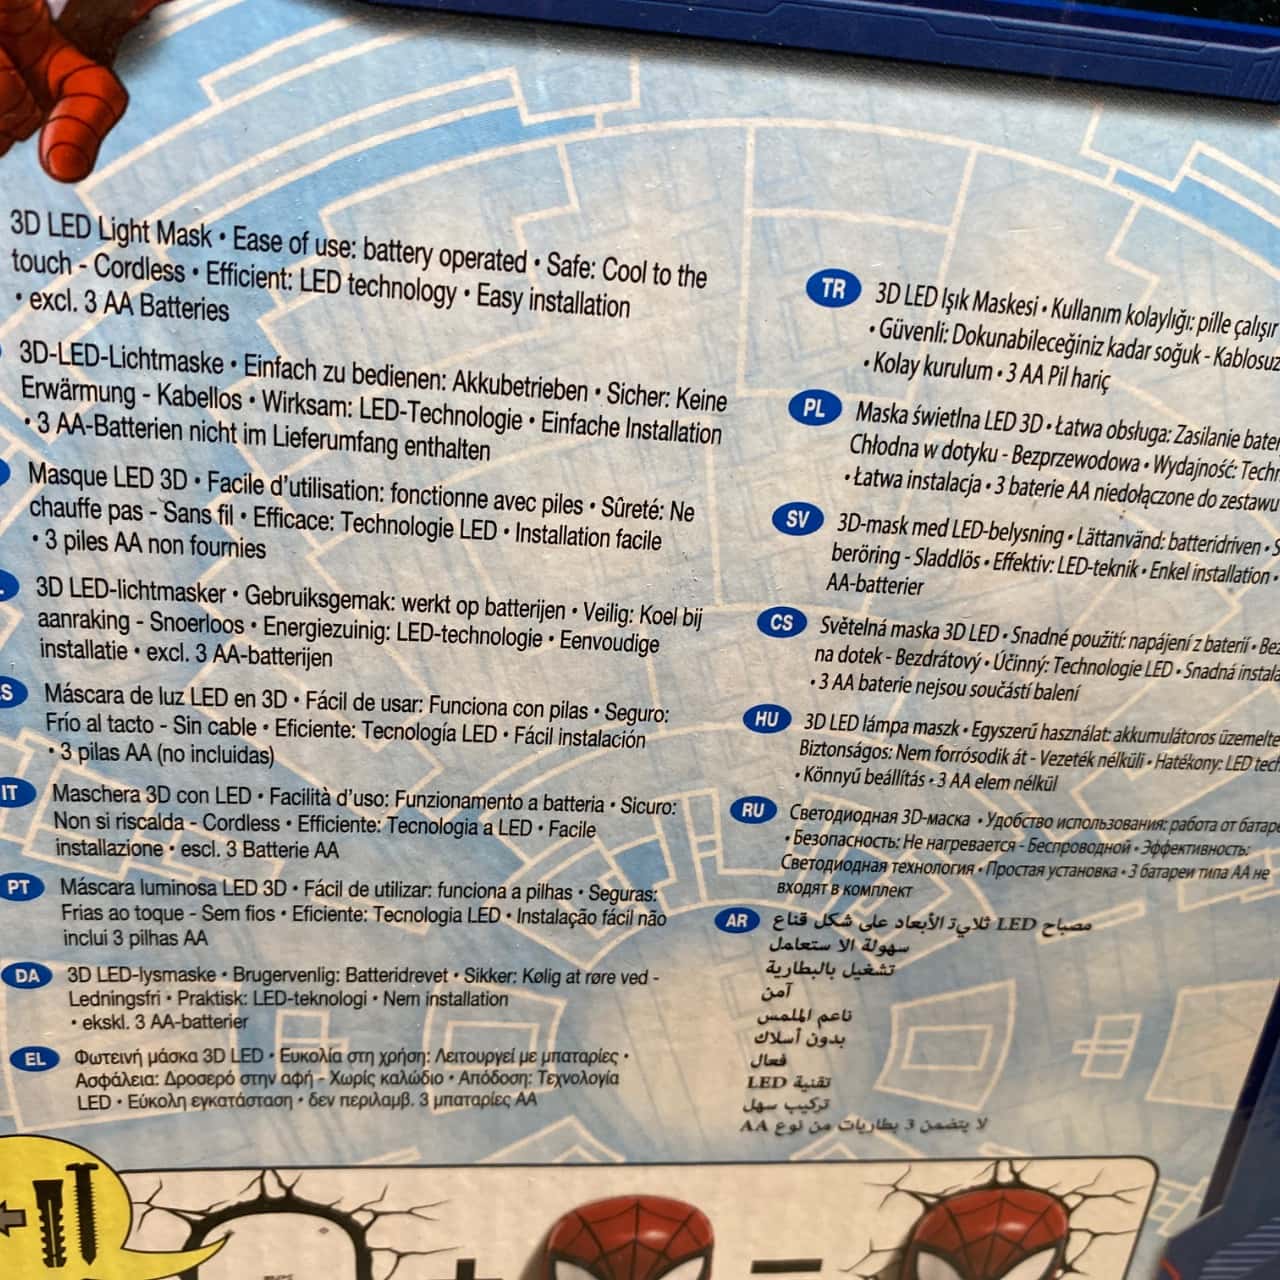 3D LED Light Mask • Ease of use: battery operated • Safe: Cool to the
touch - Cordless • Efficient: LED technology • Easy installation
• excl. 3 AA Batteries
3D-LED-Lichtmaske • Einfach zu bedienen: Akkubetrieben • Sicher: Keine
Erwärmung - Kabellos • Wirksam: LED-Technologie • Einfache Installation
• 3 AA-Batterien nicht im Lieferumfang enthalten
Masque LED 3D • Facile d'utilisation: fonctionne avec piles • Sûreté: Ne
chauffe pas - Sans fil • Efficace: Technologie LED • Installation facile
• 3 piles AA non fournies
3D LED-lichtmasker • Gebruiksgemak: werkt op batterijen • Veilig: Koel bij
aanraking - Snoerloos • Energiezuinig: LED-technologie • Eenvoudige
installatie • excl. 3 AA-batterijen
S Máscara de luz LED en 3D • Fácil de usar: Funciona con pilas • Seguro:
Frío al tacto - Sin cable • Eficiente: Tecnología LED • Fácil instalación
• 3 pilas AA (no incluidas)
IT Maschera 3D con LED • Facilità d'uso: Funzionamento a batteria • Sicuro:
Non si riscalda - Cordless • Efficiente: Tecnologia a LED • Facile
installazione • escl. 3 Batterie AA
PT Máscara luminosa LED 3D • Fácil de utilizar: funciona a pilhas • Seguras:
Frias ao toque - Sem fios • Eficiente: Tecnologia LED • Instalação fácil não
inclui 3 pilhas AA
DA 3D LED-lysmaske • Brugervenlig: Batteridrevet • Sikker: Kølig at røre ved -
Ledningsfri • Praktisk: LED-teknologi • Nem installation
• ekskl. 3 AA-batterier
EL Φωτεινή μάσκα 3D LED • Ευκολία στη χρήση: Λειτουργεί με μπαταρίες •
Ασφάλεια: Δροσερό στην αφή - Χωρίς καλώδιο • Απόδοση: Τεχνολογία
LED • Εύκολη εγκατάσταση • δεν περιλαμβ. 3 μπαταρίες AA
TR 3D LED Işık Maskesi • Kullanım kolaylığı: pille çalışır
• Güvenli: Dokunabileceğiniz kadar soğuk - Kablosuz
• Kolay kurulum • 3 AA Pil hariç
PL Maska świetlna LED 3D • Łatwa obsługa: Zasilanie bater
Chłodna w dotyku - Bezprzewodowa • Wydajność: Techn
• Łatwa instalacja • 3 baterie AA niedołączone do zestawu
SV 3D-mask med LED-belysning • Lättanvänd: batteridriven • S
beröring - Sladdlös • Effektiv: LED-teknik • Enkel installation •
AA-batterier
CS Světelná maska 3D LED • Snadné použití: napájení z baterií • Bez
na dotek - Bezdrátový • Účinný: Technologie LED • Snadná instala
• 3 AA baterie nejsou součástí balení
HU 3D LED lámpa maszk • Egyszerű használat: akkumulátoros üzemelte
Biztonságos: Nem forrósodik át - Vezeték nélküli • Hatékony: LED tech
• Könnyű beállítás • 3 AA elem nélkül
RU Светодиодная 3D-маска • Удобство использования: работа от батаре
• Безопасность: Не нагревается - Беспроводной • Эффективность:
Светодиодная технология • Простая установка • 3 батареи типа АА не
входят в комплект
AR مصباح LED ثلاثي الأبعاد على شكل قناع
سهولة الاستعامل
تشغيل بالبطارية
آمن
ناعم الملمس
بدون أسلاك
فعال
تقنية LED
تركيب سهل
لا يتضمن 3 بطاريات من نوع AA